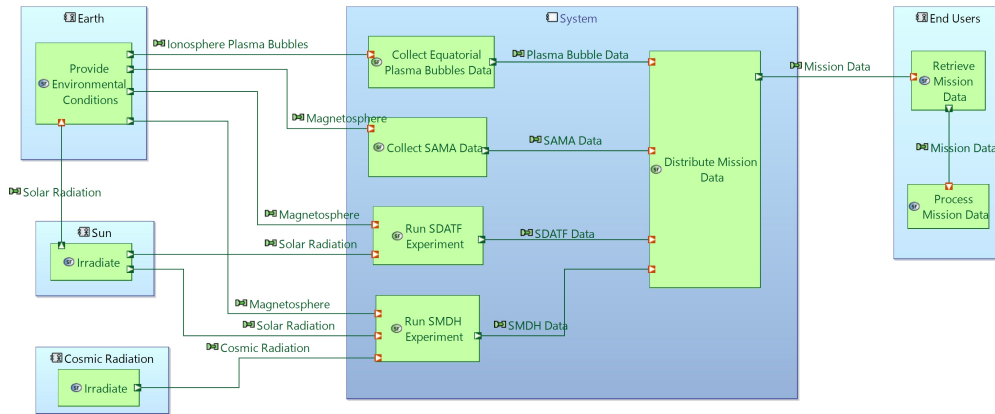 Earth
System
End Users
Provide
Environmental
Conditions
Ionosphere Plasma Bubbles
Collect Equatorial
Plasma Bubbles Data
Plasma Bubble Data
Mission Data
Retrieve
Mission
Data
Magnetosphere
Collect SAMA Data
SAMA Data
Distribute Mission
Data
Mission Data
Process
Mission Data
Solar Radiation
Sun
Irradiate
Magnetosphere
Solar Radiation
Run SDATF
Experiment
SDATF Data
Magnetosphere
Solar Radiation
Cosmic Radiation
Run SMDH
Experiment
SMDH Data
Cosmic Radiation
Irradiate